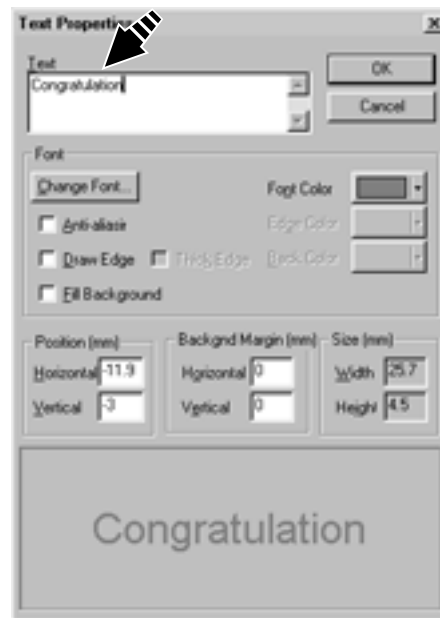 Text Properties
Text
Congratulation
OK
Cancel
Font
Change Font...
Font Color
Anti-aliasir
Edge Color
Draw Edge
Thick Edge
Back Color
Fill Background
Position (mm)
Horizontal -11.9
Vertical -3
Backgnd Margin (mm)
Horizontal 0
Vertical 0
Size (mm)
Width 25.7
Height 4.5
Congratulation